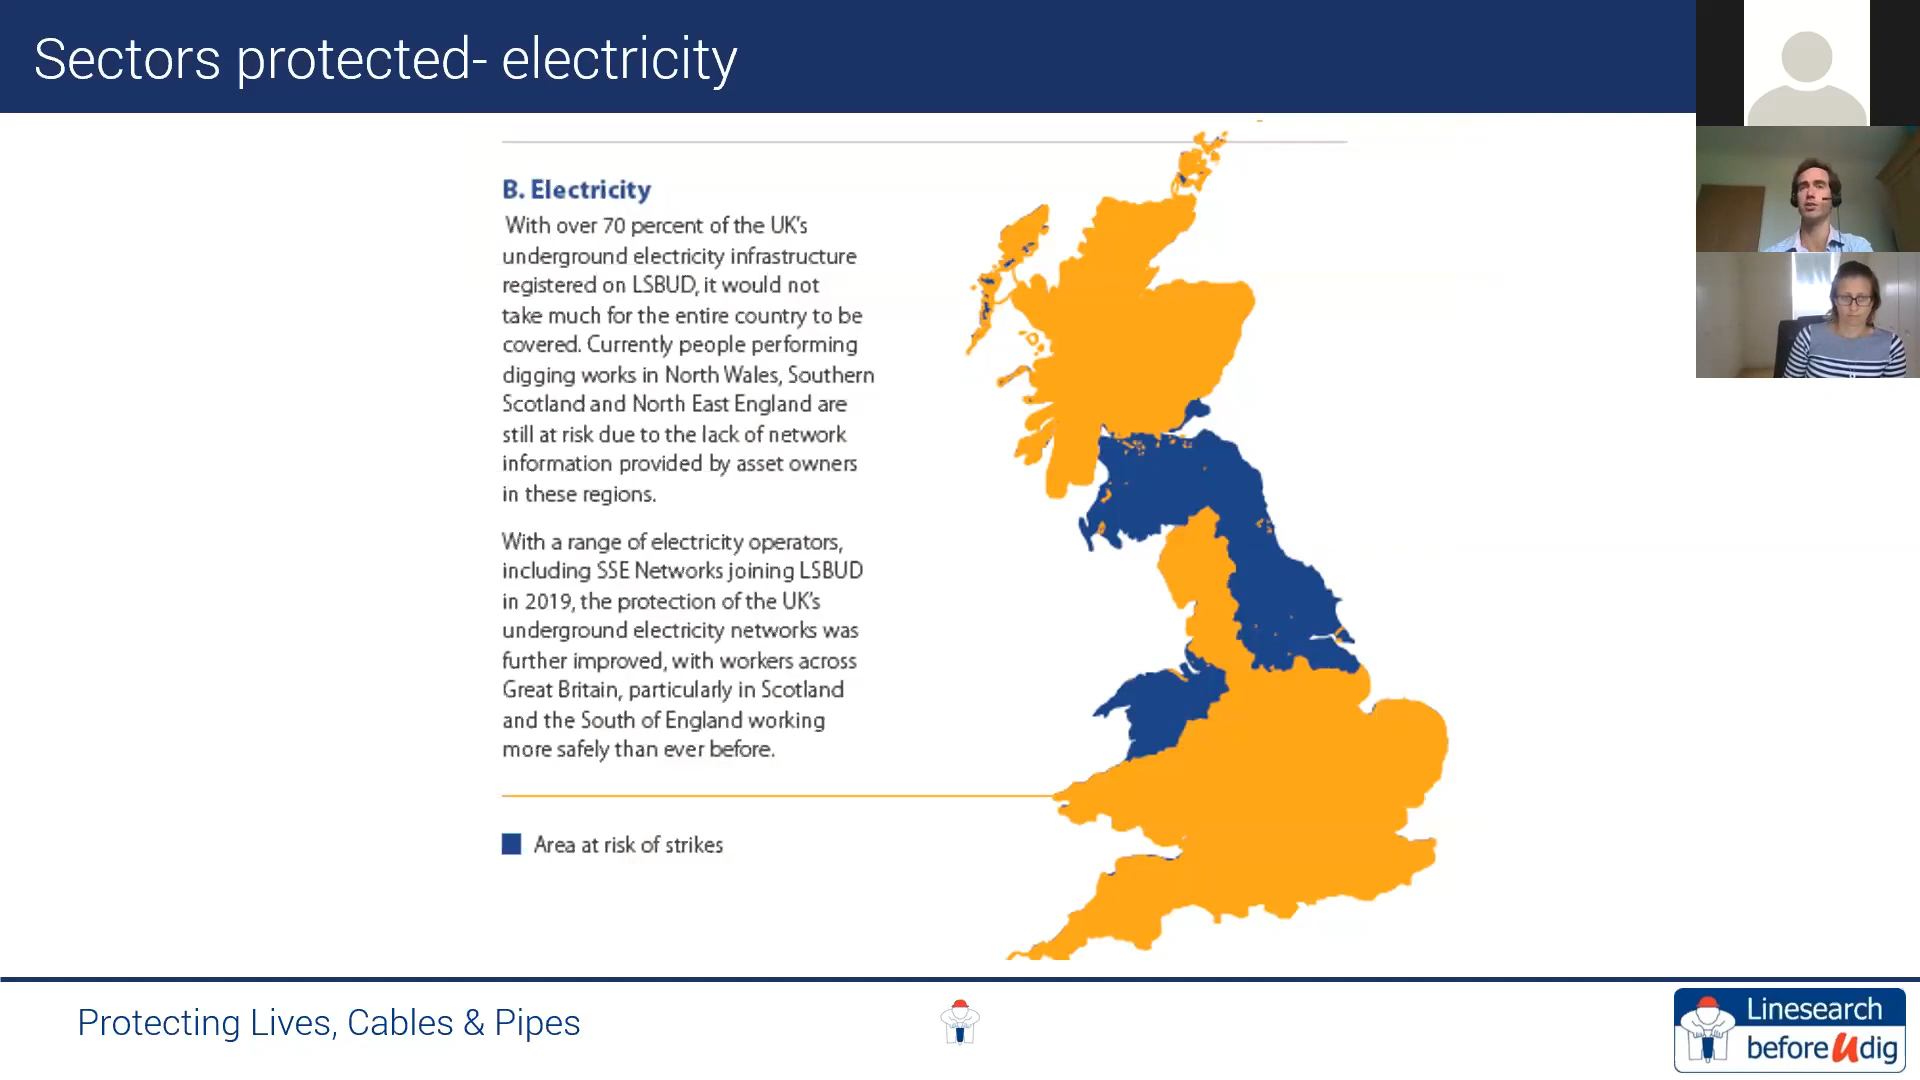 Sectors protected- electricity
B. Electricity
With over 70 percent of the UK's
underground electricity infrastructure
registered on LSBUD, it would not
take much for the entire country to be
covered. Currently people performing
digging works in North Wales, Southern
Scotland and North East England are
still at risk due to the lack of network
information provided by asset owners
in these regions.
With a range of electricity operators,
including SSE Networks joining LSBUD
in 2019, the protection of the UK's
underground electricity networks was
further improved, with workers across
Great Britain, particularly in Scotland
and the South of England working
more safely than ever before.
Area at risk of strikes
Protecting Lives, Cables & Pipes
Linesearch
before U dig